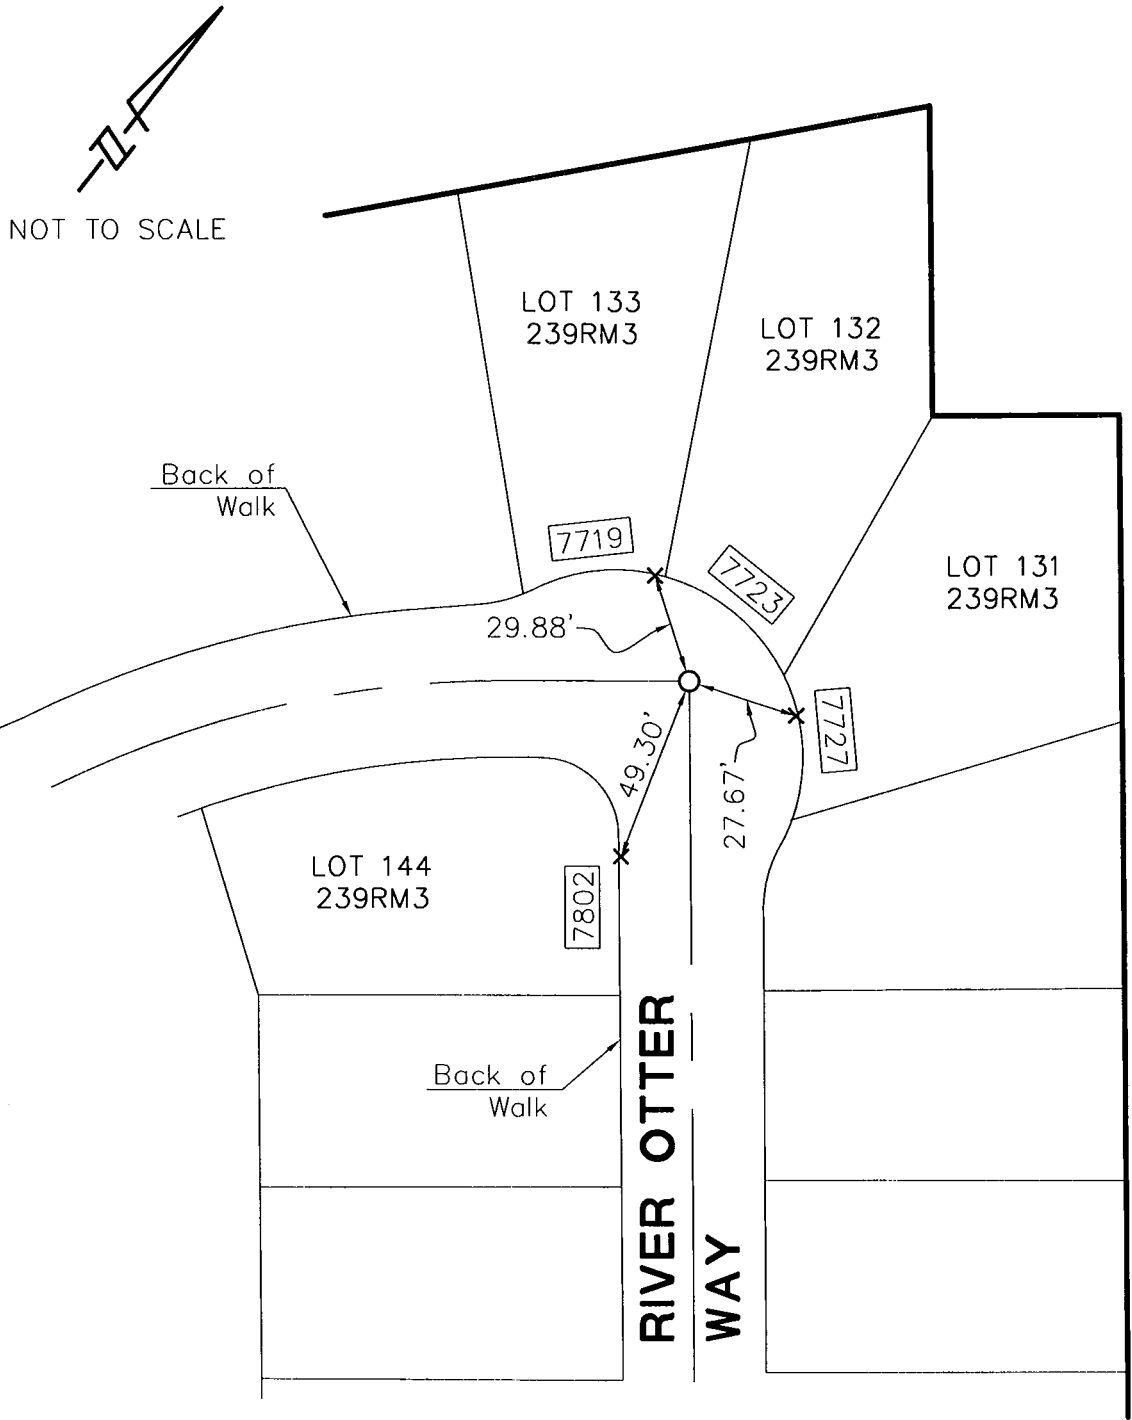 N
NOT TO SCALE
LOT 133
239RM3
LOT 132
239RM3
Back of
Walk
7719
7723
LOT 131
239RM3
29.88'
7727
49.30'
27.67'
LOT 144
239RM3
7802
Back of
Walk
RIVER OTTER
WAY